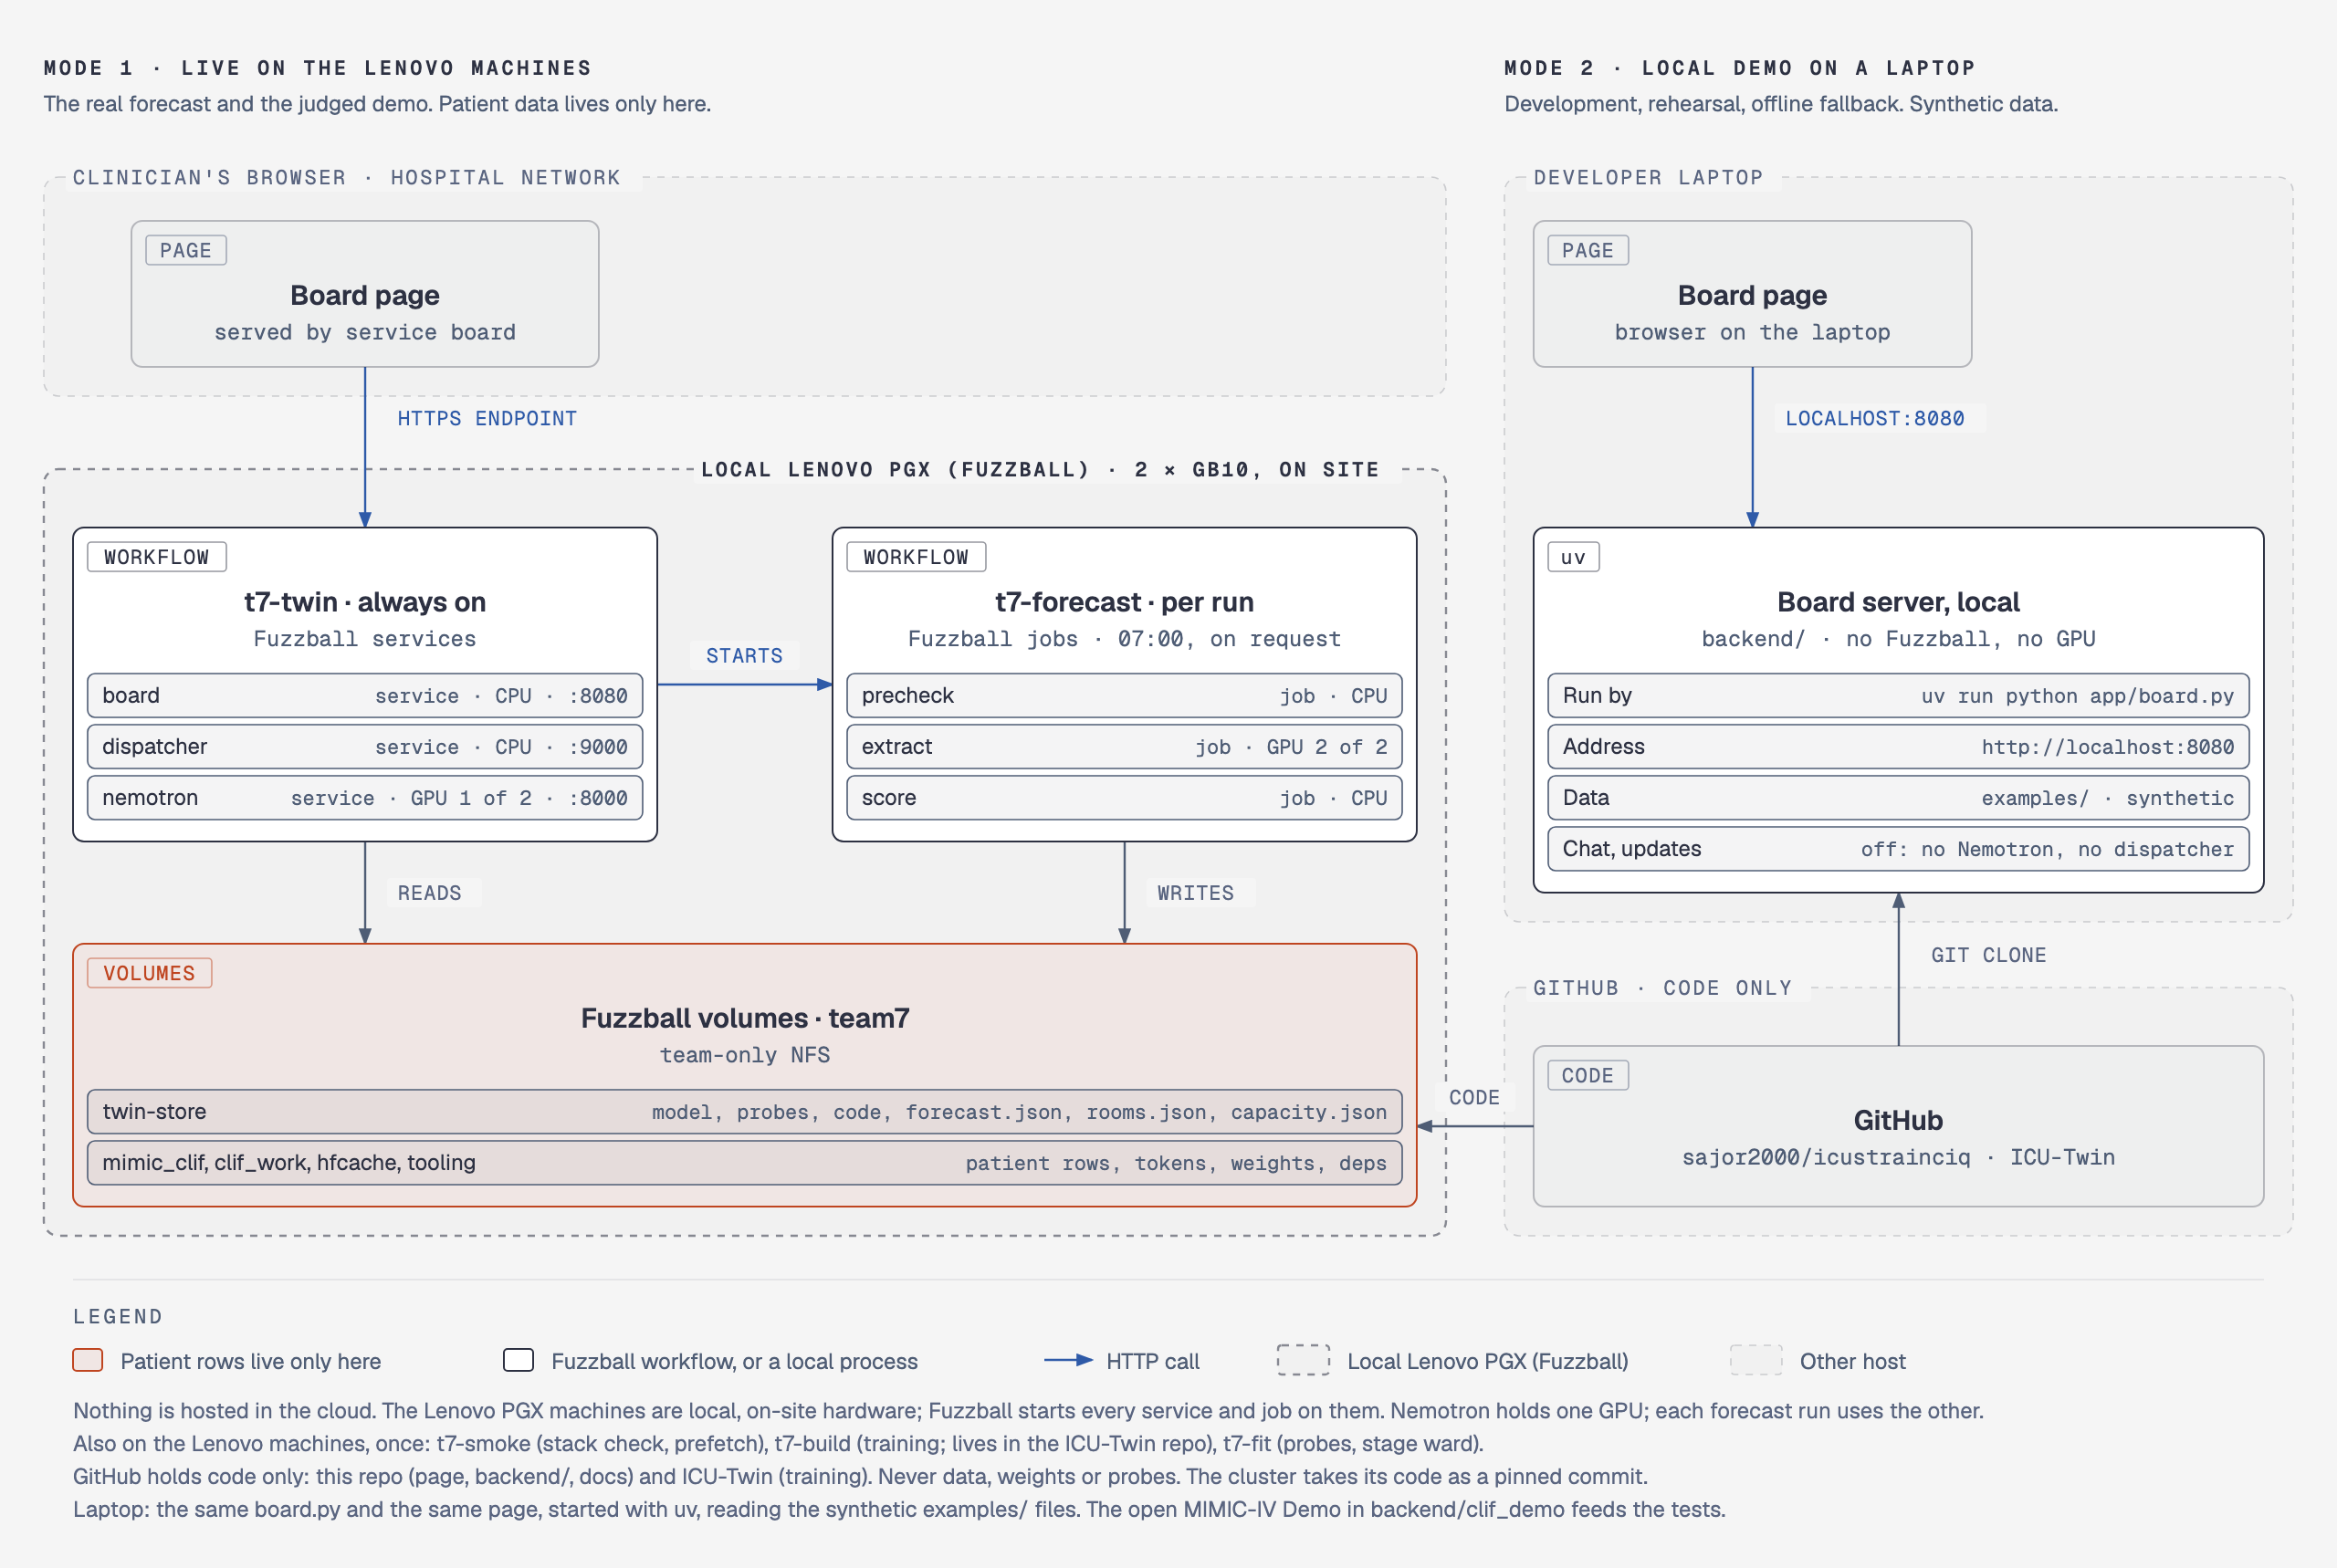 MODE 1 · LIVE ON THE LENOVO MACHINES
The real forecast and the judged demo. Patient data lives only here.
CLINICIAN'S BROWSER · HOSPITAL NETWORK
PAGE
Board page
served by service board
HTTPS ENDPOINT
LOCAL LENOVO PGX (FUZZBALL) · 2 × GB10, ON SITE
WORKFLOW
t7-twin · always on
Fuzzball services
board service · CPU · :8080
dispatcher service · CPU · :9000
nemotron service · GPU 1 of 2 · :8000
STARTS
WORKFLOW
t7-forecast · per run
Fuzzball jobs · 07:00, on request
precheck job · CPU
extract job · GPU 2 of 2
score job · CPU
READS
WRITES
VOLUMES
Fuzzball volumes · team7
team-only NFS
twin-store model, probes, code, forecast.json, rooms.json, capacity.json
mimic_clif, clif_work, hfcache, tooling patient rows, tokens, weights, deps
MODE 2 · LOCAL DEMO ON A LAPTOP
Development, rehearsal, offline fallback. Synthetic data.
DEVELOPER LAPTOP
PAGE
Board page
browser on the laptop
LOCALHOST:8080
uv
Board server, local
backend/ · no Fuzzball, no GPU
Run by uv run python app/board.py
Address http://localhost:8080
Data examples/ · synthetic
Chat, updates off: no Nemotron, no dispatcher
GIT CLONE
GITHUB · CODE ONLY
CODE
CODE
GitHub
sajor2000/icustrainciq · ICU-Twin
LEGEND
Patient rows live only here
Fuzzball workflow, or a local process
HTTP call
Local Lenovo PGX (Fuzzball)
Other host
Nothing is hosted in the cloud. The Lenovo PGX machines are local, on-site hardware; Fuzzball starts every service and job on them. Nemotron holds one GPU; each forecast run uses the other.
Also on the Lenovo machines, once: t7-smoke (stack check, prefetch), t7-build (training; lives in the ICU-Twin repo), t7-fit (probes, stage ward).
GitHub holds code only: this repo (page, backend/, docs) and ICU-Twin (training). Never data, weights or probes. The cluster takes its code as a pinned commit.
Laptop: the same board.py and the same page, started with uv, reading the synthetic examples/ files. The open MIMIC-IV Demo in backend/clif_demo feeds the tests.